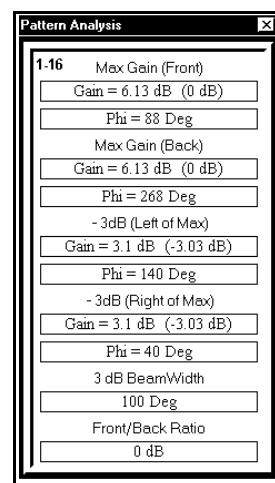 Pattern Analysis
1-16
Max Gain (Front)
Gain = 6.13 dB (0 dB)
Phi = 88 Deg
Max Gain (Back)
Gain = 6.13 dB (0 dB)
Phi = 268 Deg
- 3dB (Left of Max)
Gain = 3.1 dB (-3.03 dB)
Phi = 140 Deg
- 3dB (Right of Max)
Gain = 3.1 dB (-3.03 dB)
Phi = 40 Deg
3 dB BeamWidth
100 Deg
Front/Back Ratio
0 dB